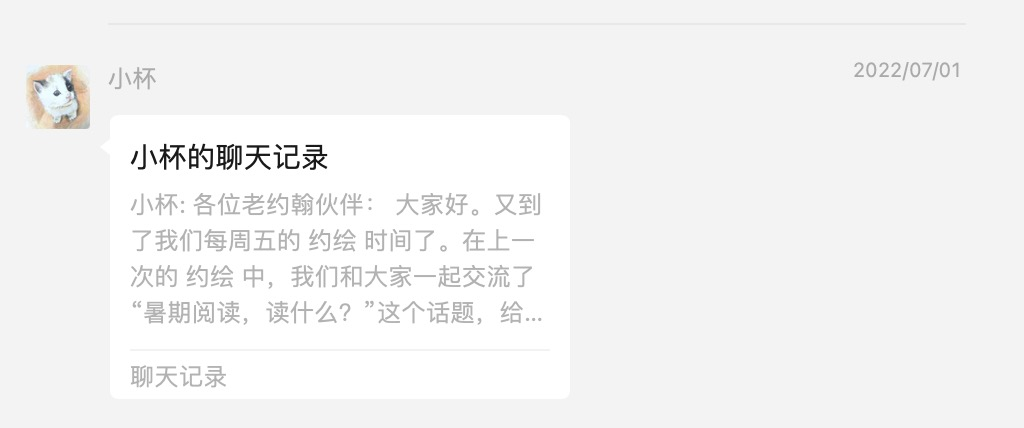 小杯
2022/07/01
小杯的聊天记录
小杯: 各位老约翰伙伴： 大家好。又到
了我们每周五的 约绘 时间了。在上一
次的 约绘 中，我们和大家一起交流了
“暑期阅读，读什么？”这个话题，给...
聊天记录